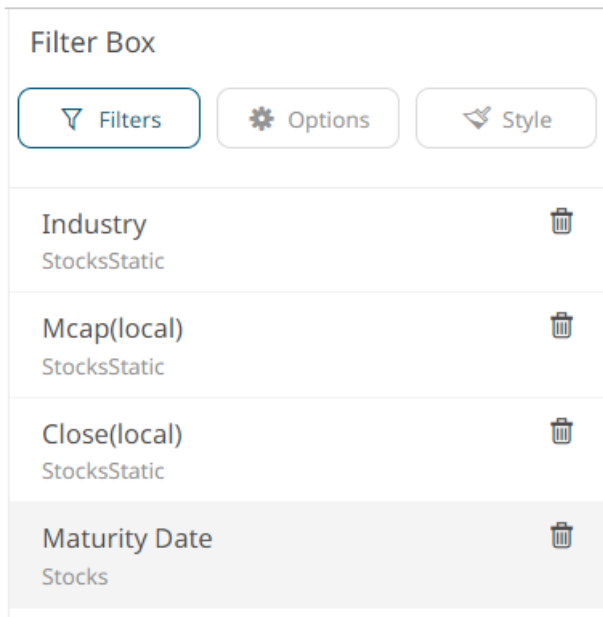 Filter Box
Filters Options Style
Industry
StocksStatic
Mcap(local)
StocksStatic
Close(local)
StocksStatic
Maturity Date
Stocks